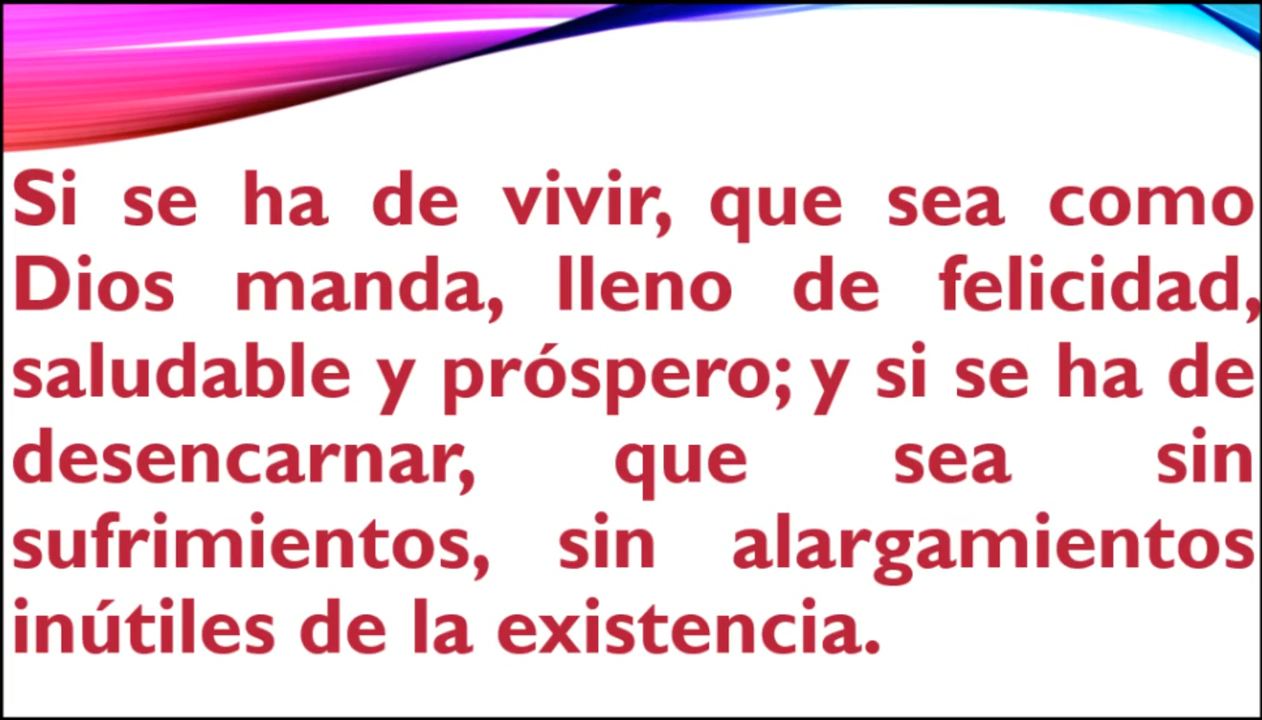 Si se ha de vivir, que sea como
Dios manda, lleno de felicidad,
saludable y próspero; y si se ha de
desencarnar, que sea sin
sufrimientos, sin alargamientos
inútiles de la existencia.